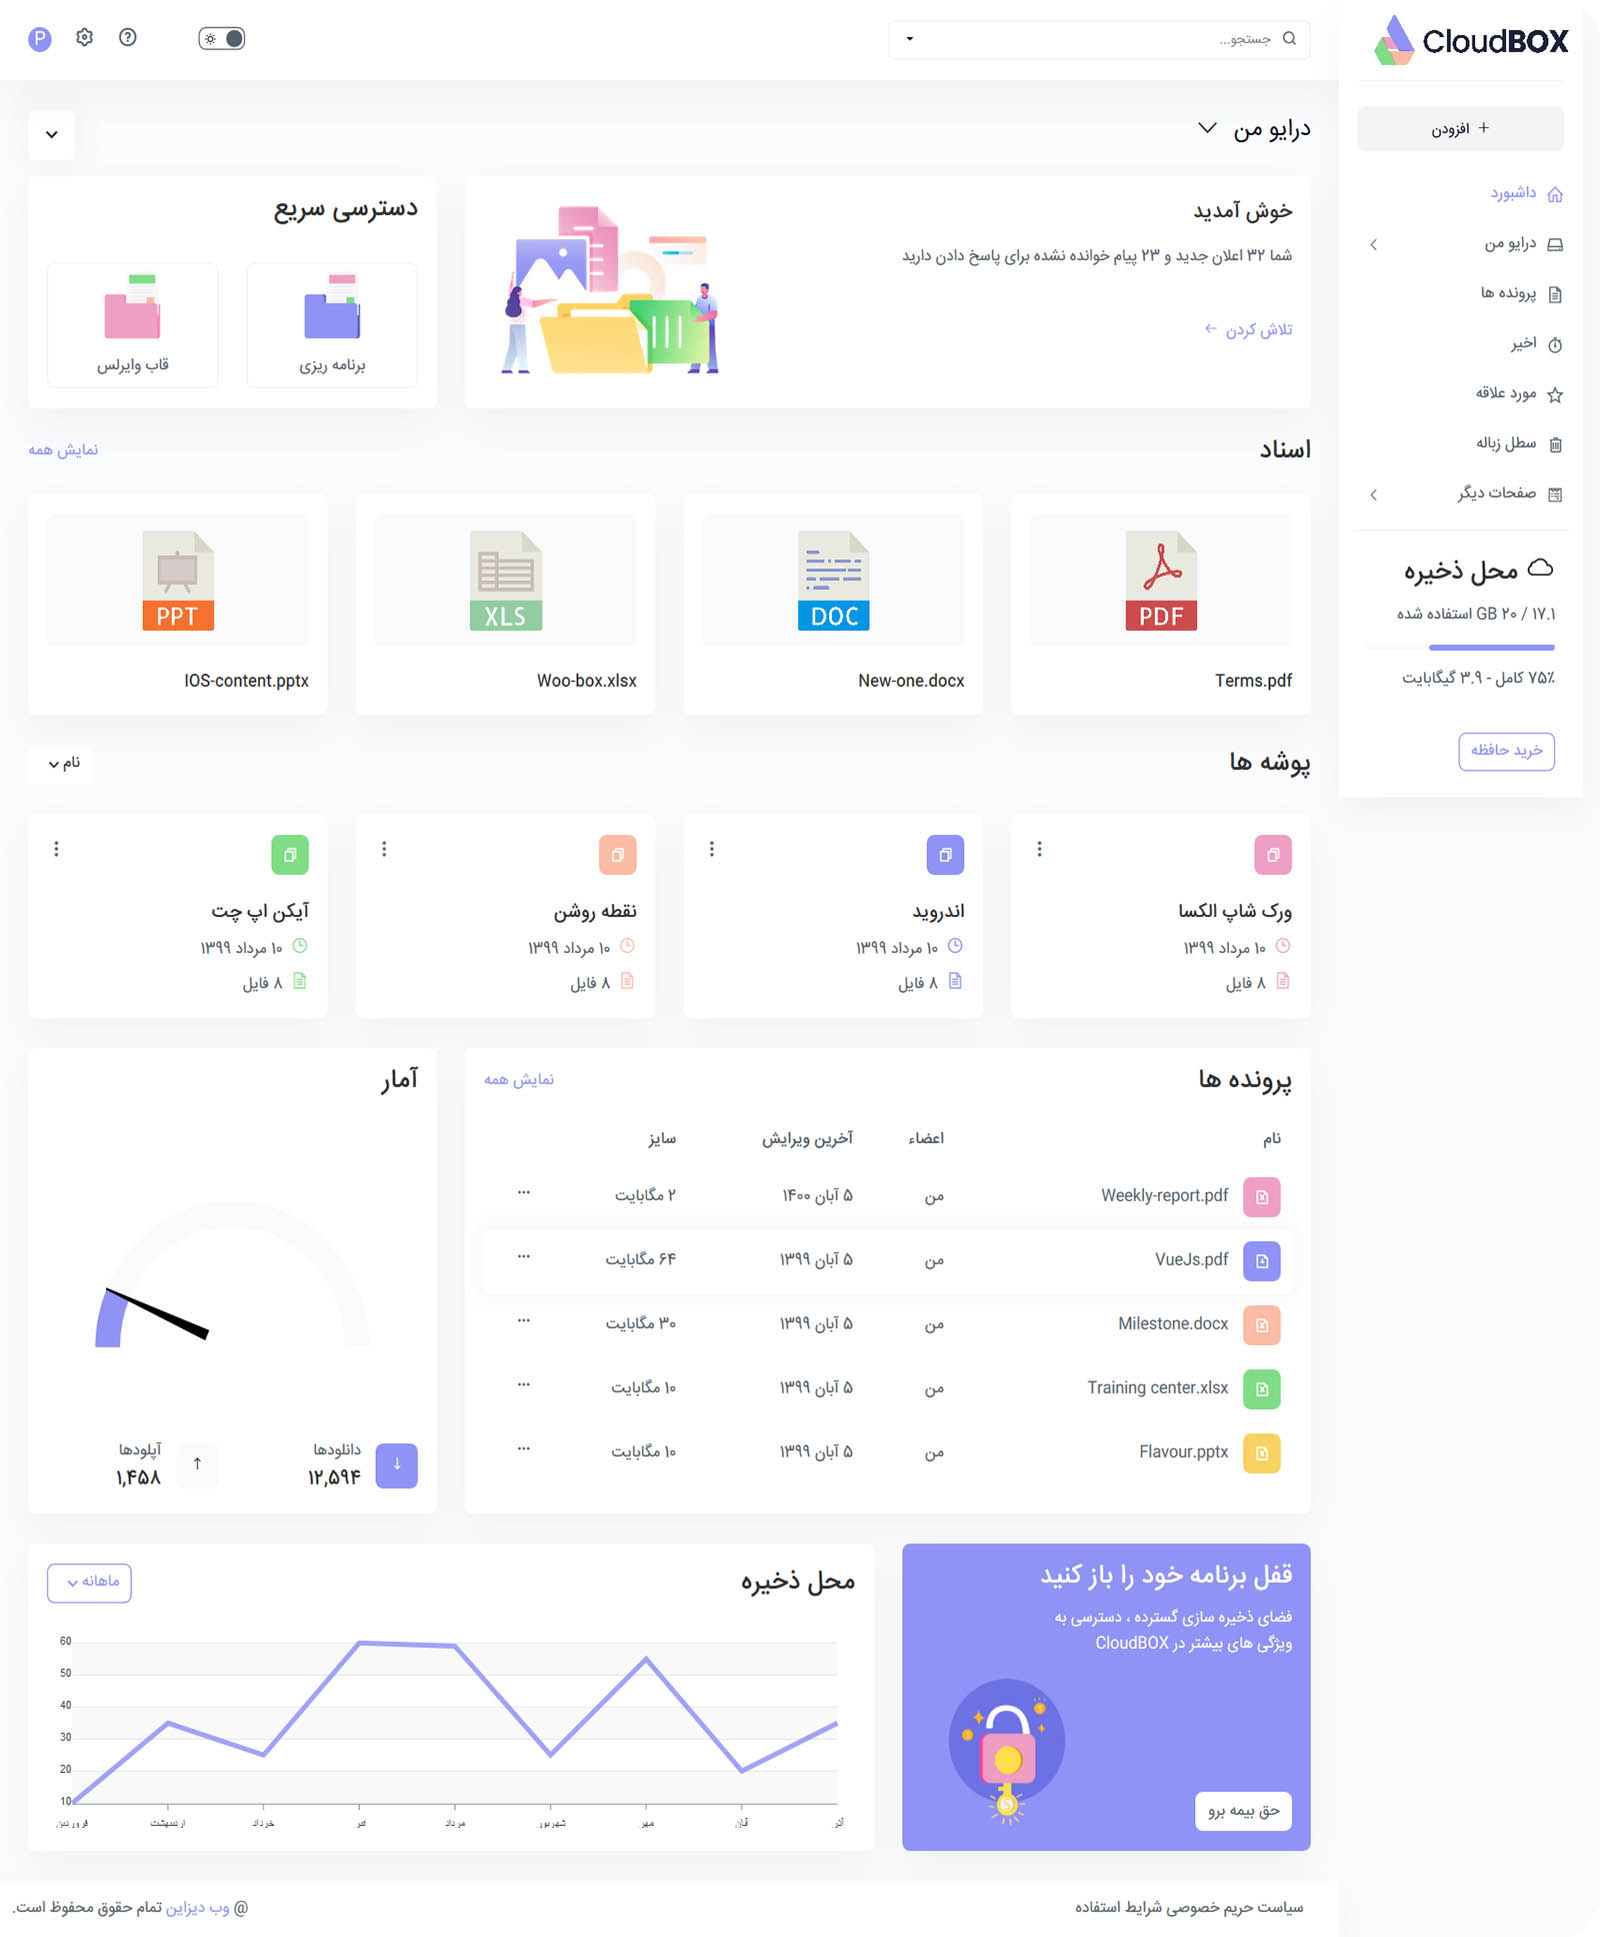 CloudBOX
جستجو...
P
+ افزودن
داشبورد
درایو من
پرونده ها
اخیر
مورد علاقه
سطل زباله
صفحات دیگر
محل ذخیره
۱۷.۱ / ۲۰ GB استفاده شده
۷۵٪ کامل - ۳.۹ گیگابایت
خرید حافظه
درایو من
خوش آمدید
شما ۳۲ اعلان جدید و ۲۳ پیام خوانده نشده برای پاسخ دادن دارید
تلاش کردن
دسترسی سریع
برنامه ریزی
قاب وایرلس
اسناد
نمایش همه
PDF
DOC
XLS
PPT
Terms.pdf
New-one.docx
Woo-box.xlsx
IOS-content.pptx
پوشه ها
نام
ورک شاپ الکسا
۱۰ مرداد ۱۳۹۹
۸ فایل
اندروید
۱۰ مرداد ۱۳۹۹
۸ فایل
نقطه روشن
۱۰ مرداد ۱۳۹۹
۸ فایل
آیکن اپ چت
۱۰ مرداد ۱۳۹۹
۸ فایل
پرونده ها
نمایش همه
نام اعضاء آخرین ویرایش سایز
Weekly-report.pdf من ۵ آبان ۱۴۰۰ ۲ مگابایت
VueJs.pdf من ۵ آبان ۱۳۹۹ ۶۴ مگابایت
Milestone.docx من ۵ آبان ۱۳۹۹ ۳۰ مگابایت
Training center.xlsx من ۵ آبان ۱۳۹۹ ۱۰ مگابایت
Flavour.pptx من ۵ آبان ۱۳۹۹ ۱۰ مگابایت
آمار
دانلودها
۱۲,۵۹۴
آپلودها
۱,۴۵۸
قفل برنامه خود را باز کنید
فضای ذخیره سازی گسترده ، دسترسی به
ویژگی های بیشتر در CloudBOX
حق بیمه برو
محل ذخیره
ماهانه
60
50
40
30
20
10
فروردین اردیبهشت خرداد تیر مرداد شهریور مهر آبان آذر
سیاست حریم خصوصی شرایط استفاده
@ وب دیزاین تمام حقوق محفوظ است.